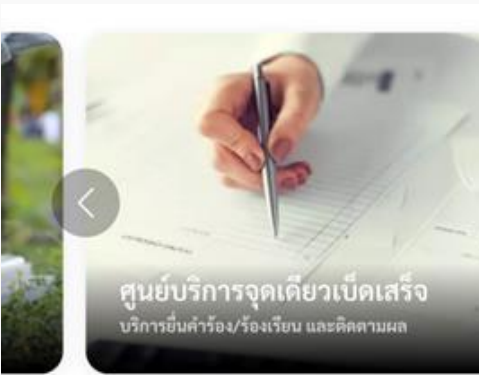 ศูนย์บริการจุดเดียวเบ็ดเสร็จ
บริการยื่นคำร้อง/ร้องเรียน และติดตามผล